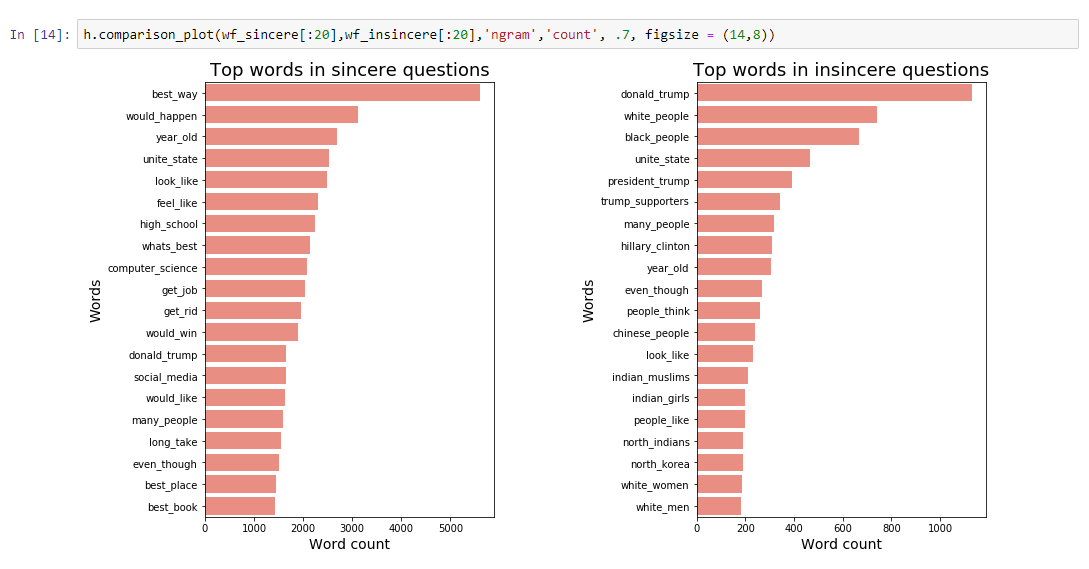 In [14]: h.comparison_plot(wf_sincere[:20],wf_insincere[:20],'ngram','count', .7, figsize = (14,8))
Top words in sincere questions
best_way
would_happen
year_old
unite_state
look_like
feel_like
high_school
whats_best
computer_science
get_job
get_rid
would_win
donald_trump
social_media
would_like
many_people
long_take
even_though
best_place
best_book
Words
0 1000 2000 3000 4000 5000
Word count
Top words in insincere questions
donald_trump
white_people
black_people
unite_state
president_trump
trump_supporters
many_people
hillary_clinton
year_old
even_though
people_think
chinese_people
look_like
indian_muslims
indian_girls
people_like
north_indians
north_korea
white_women
white_men
Words
0 200 400 600 800 1000
Word count